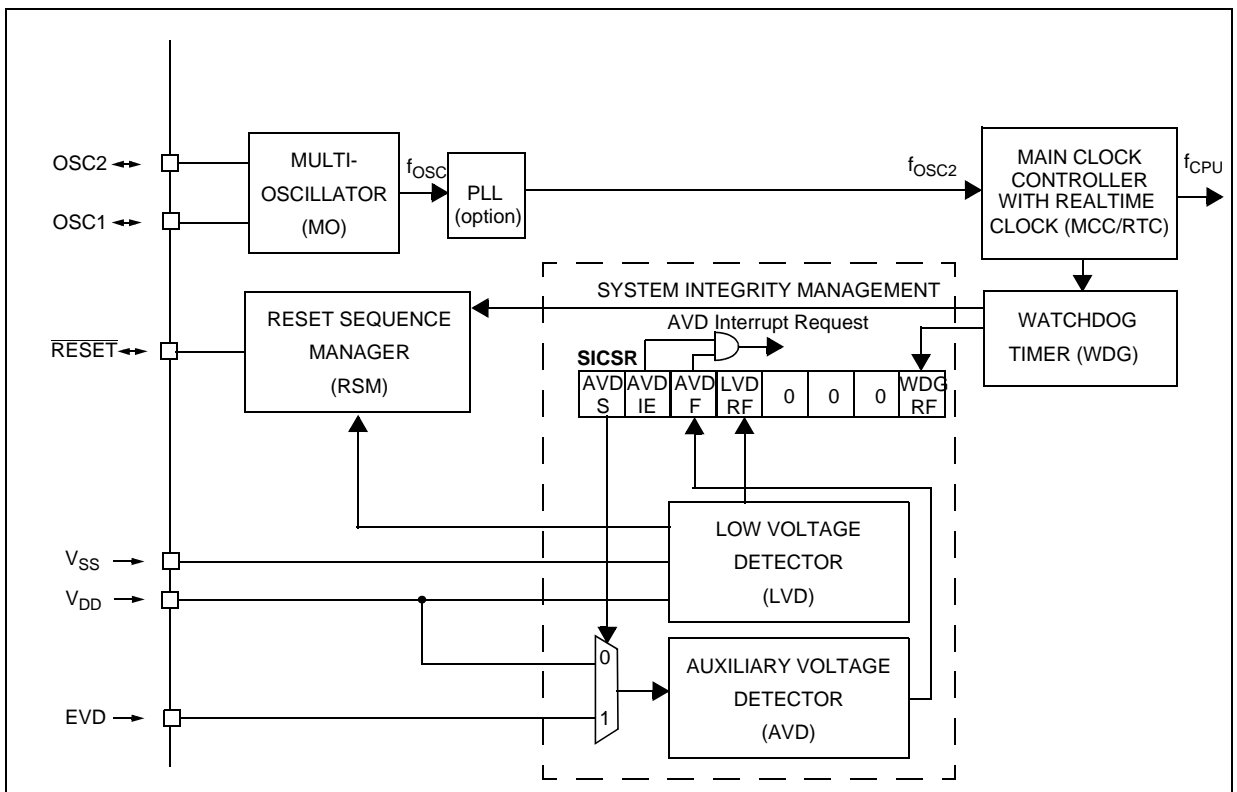 OSC2
OSC1
MULTI-
OSCILLATOR
(MO)
fOSC
PLL
(option)
fOSC2
MAIN CLOCK
CONTROLLER
WITH REALTIME
CLOCK (MCC/RTC)
fCPU
RESET
RESET SEQUENCE
MANAGER
(RSM)
SYSTEM INTEGRITY MANAGEMENT
AVD Interrupt Request
WATCHDOG
TIMER (WDG)
SICSR
AVD AVD AVD LVD 0 0 0 WDG
S IE F RF RF
VSS
VDD
LOW VOLTAGE
DETECTOR
(LVD)
0
1
EVD
AUXILIARY VOLTAGE
DETECTOR
(AVD)